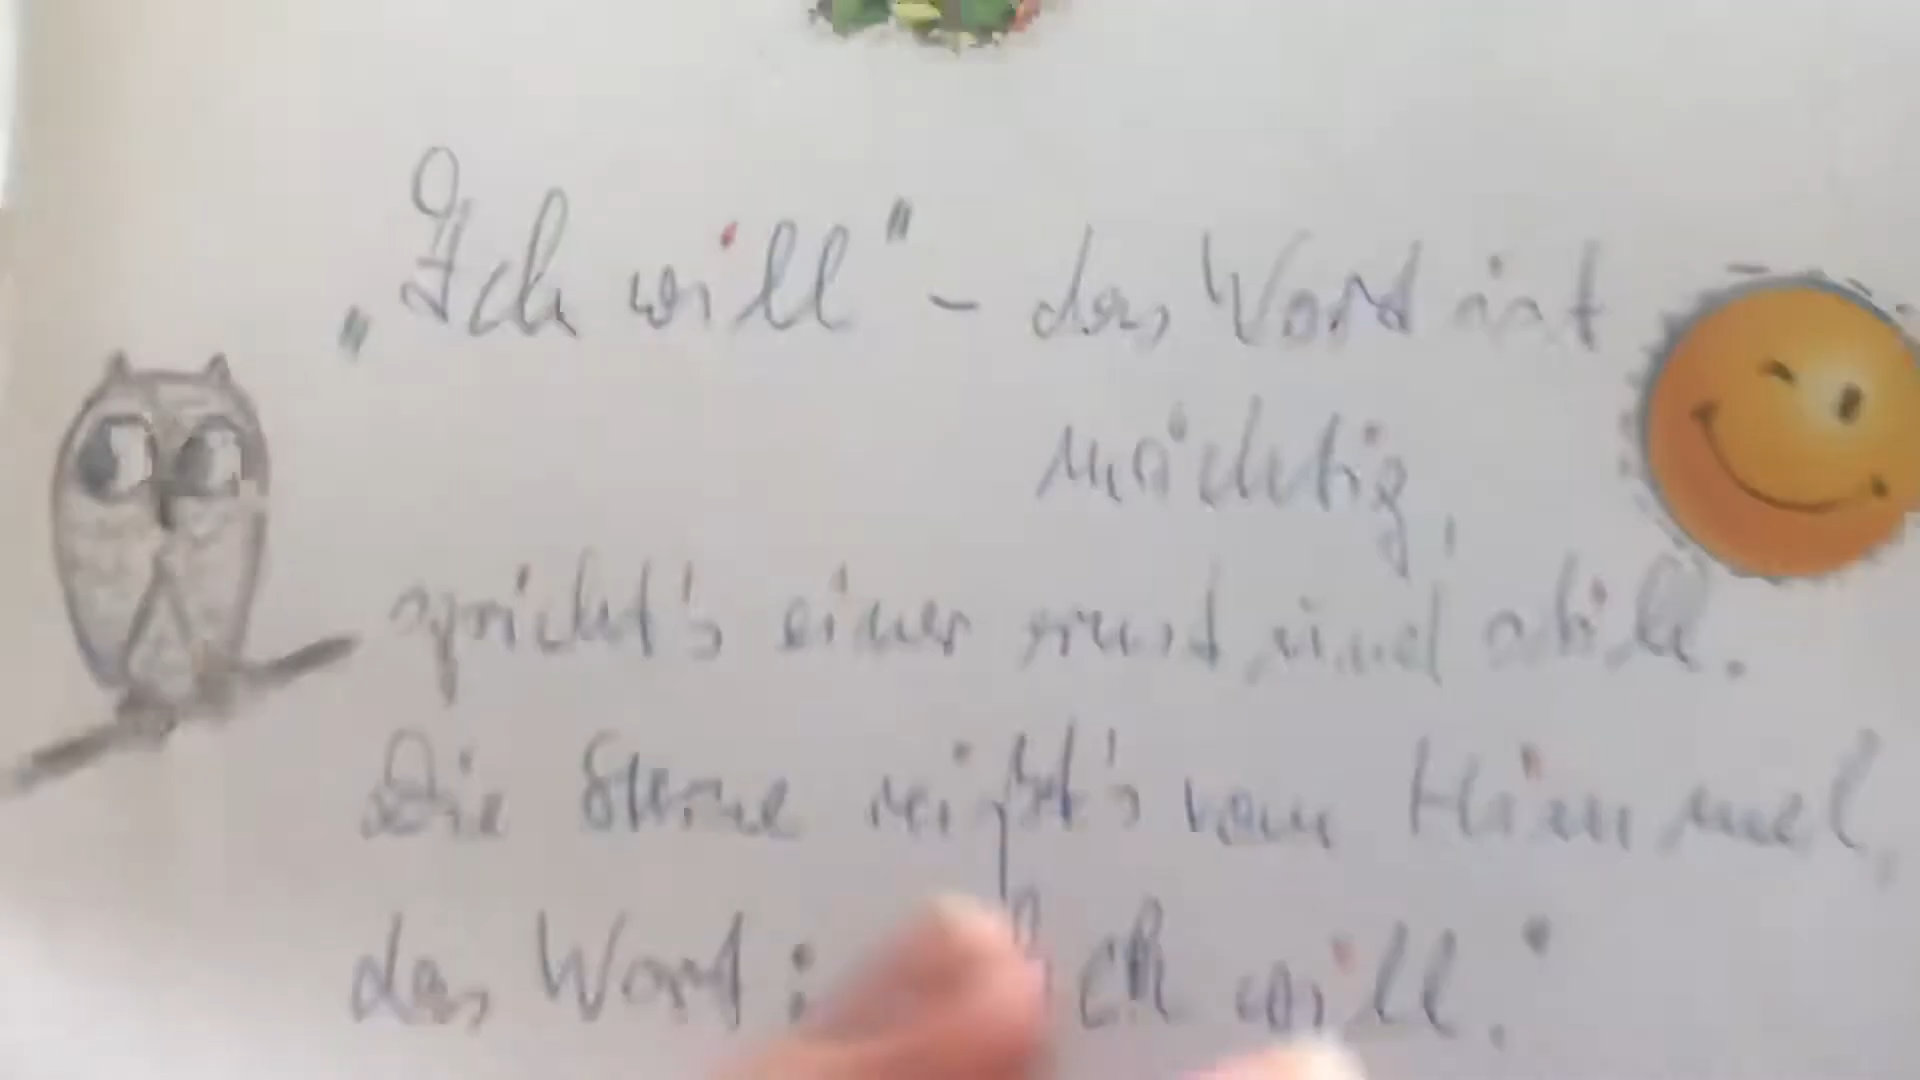 „Ich will" - das Wort ist
mächtig,
spricht's einer ernst und still.
Die Sterne reißt's vom Himmel,
das Wort: Ich will."